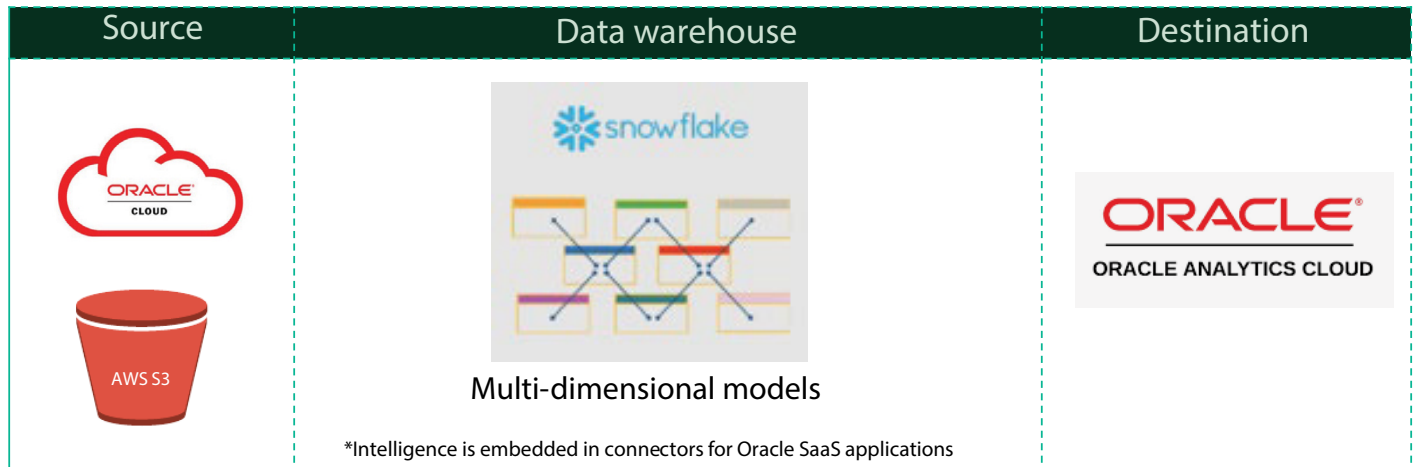 Source
Data warehouse
Destination
ORACLE
CLOUD
AWS S3
snowflake
Multi-dimensional models
*Intelligence is embedded in connectors for Oracle SaaS applications
ORACLE®
ORACLE ANALYTICS CLOUD